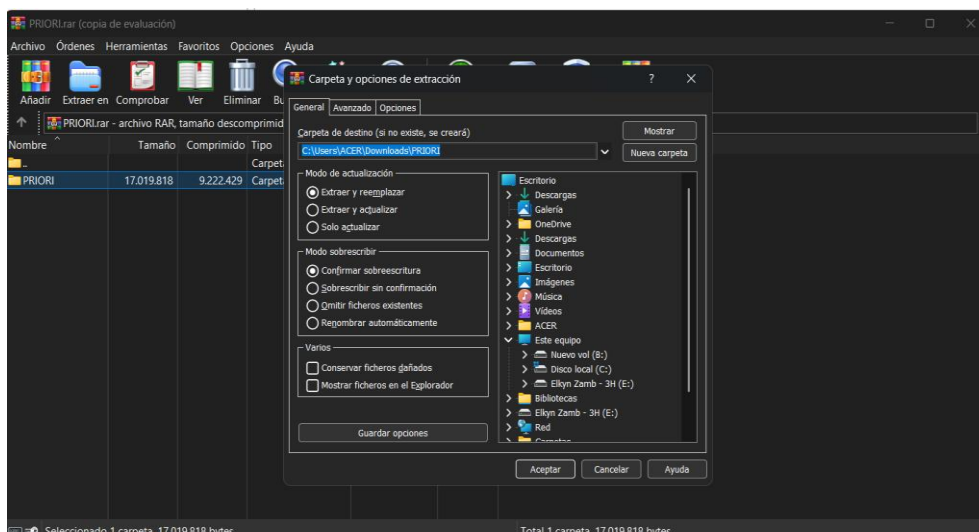 PRIORI.rar (copia de evaluación)
Archivo Órdenes Herramientas Favoritos Opciones Ayuda
Añadir Extraer en Comprobar Ver Eliminar
PRIORI.rar - archivo RAR, tamaño
Nombre Tamaño Comprimido Tipo
..
PRIORI 17.019.818 9.222.429
Carpeta y opciones de extracción ? X
General Avanzado Opciones
Carpeta de destino (si no existe, se creará)
C:\Users\ACER\Downloads\PRIORI
Mostrar
Nueva carpeta
Modo de actualización
Extraer y reemplazar
Extraer y actualizar
Solo actualizar
Modo sobrescribir
Confirmar sobreescritura
Sobrescribir sin confirmación
Omitir ficheros existentes
Renombrar automáticamente
Varios
Conservar ficheros dañados
Mostrar ficheros en el Explorador
Guardar opciones
Escritorio
Descargas
Galería
OneDrive
Descargas
Documentos
Escritorio
Imágenes
Música
Vídeos
ACER
Este equipo
Nuevo vol (B:)
Disco local (C:)
Elkyn Zamb - 3H (E:)
Bibliotecas
Elkyn Zamb - 3H (E:)
Red
Aceptar Cancelar Ayuda
Seleccionado 1 carpeta, 17.019.818 bytes
Total 1 carpeta, 17.019.818 bytes